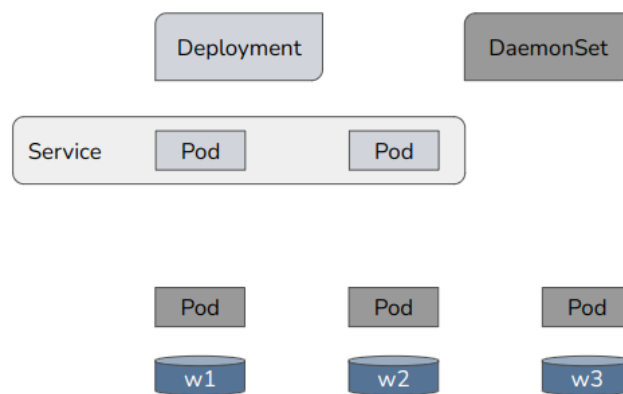 Deployment
DaemonSet
Service
Pod
Pod
Pod
Pod
Pod
w1
w2
w3